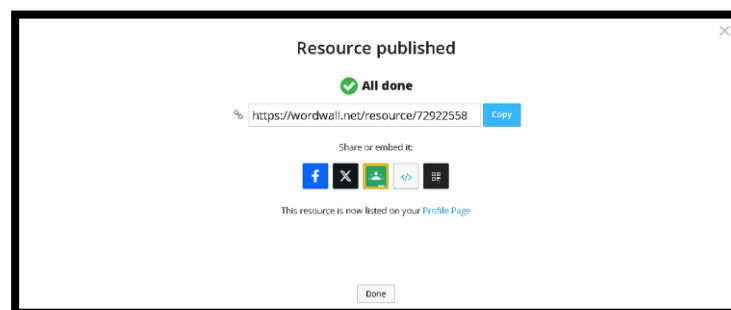 Resource published
All done
https://wordwall.net/resource/72922558 Copy
Share or embed it:
This resource is now listed on your Profile Page
Done